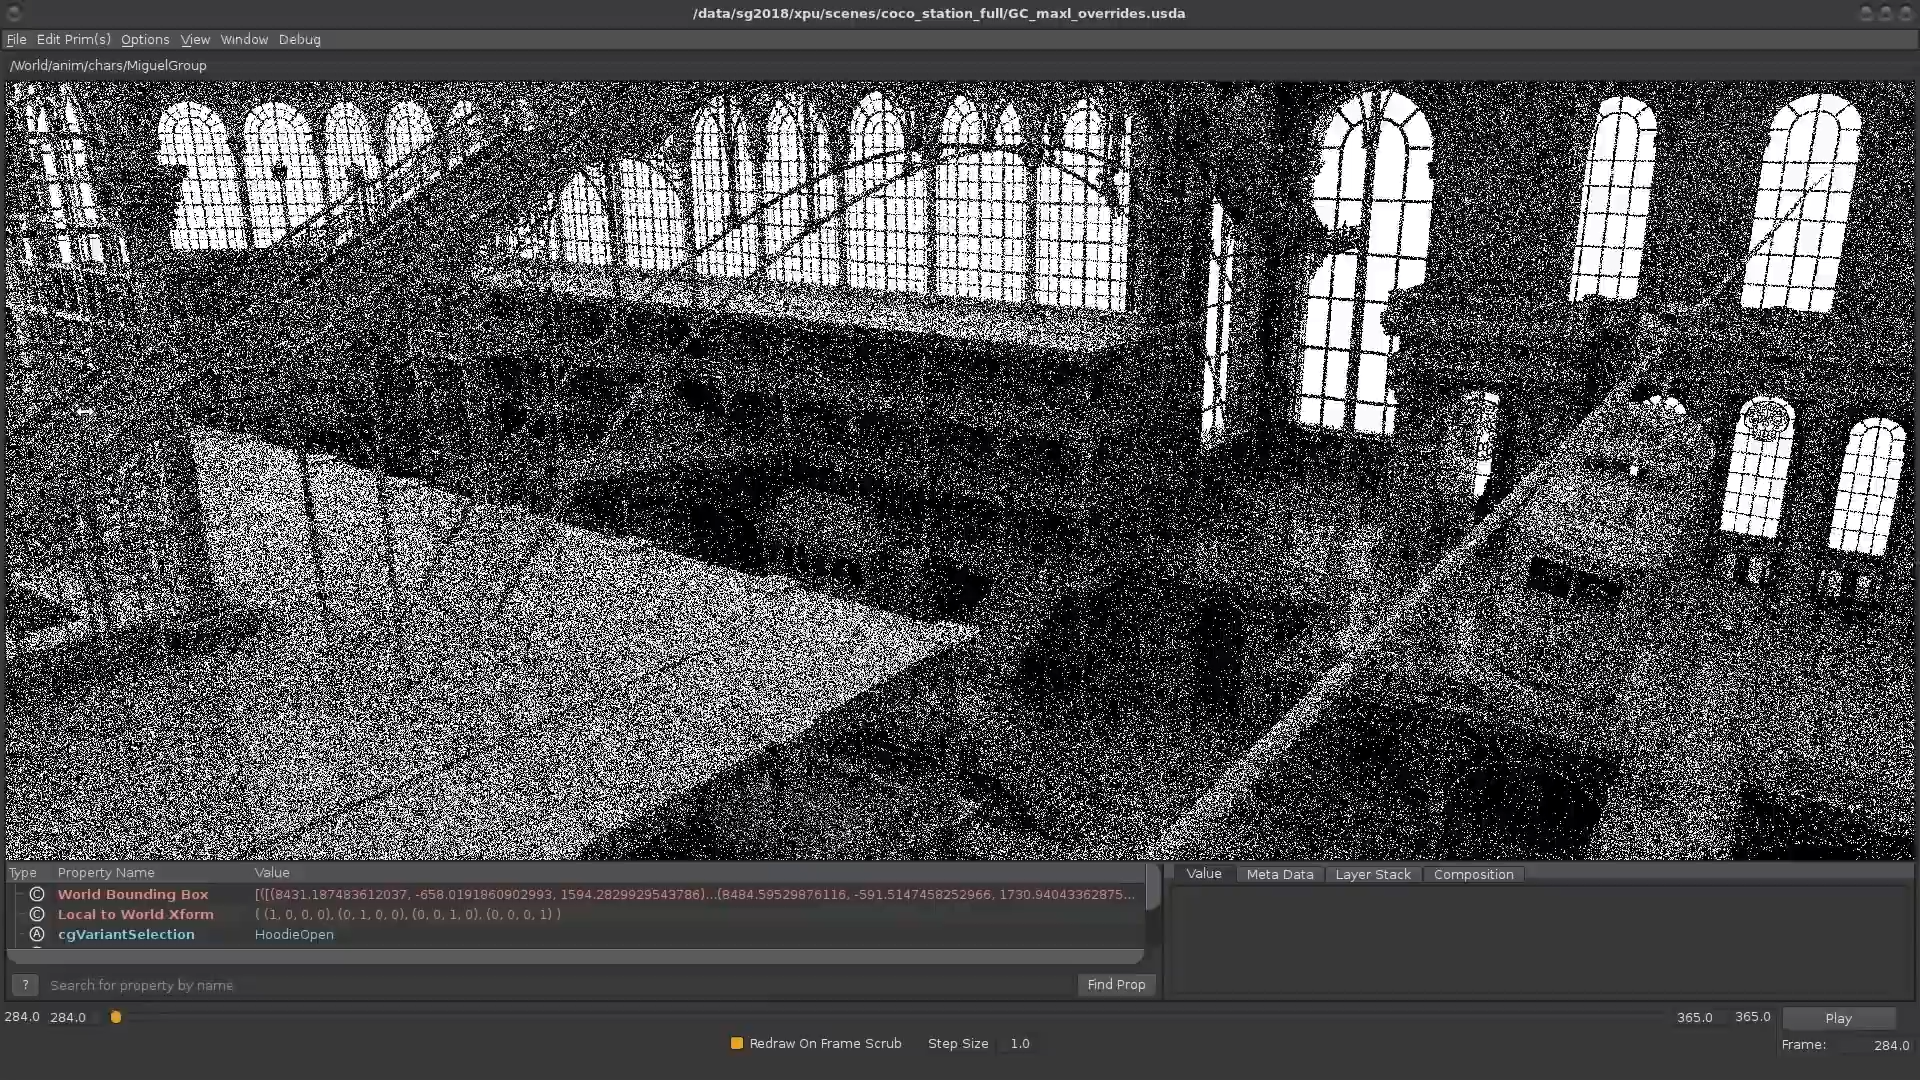 /data/sg2018/xpu/scenes/coco_station_full/GC_maxl_overrides.usda
File Edit Prim(s) Options View Window Debug
/World/anim/chars/MiguelGroup
Type Property Name Value
C World Bounding Box [([(8431.187483612037, -658.0191860902993, 1594.2829929543786)...(8484.59529876116, -591.5147458252966, 1730.94043362875...
C Local to World Xform ( (1, 0, 0, 0), (0, 1, 0, 0), (0, 0, 1, 0), (0, 0, 0, 1) )
A cgVariantSelection HoodieOpen
? Search for property by name Find Prop
Value Meta Data Layer Stack Composition
284.0 284.0 365.0 365.0 Play
Redraw On Frame Scrub Step Size 1.0 Frame: 284.0